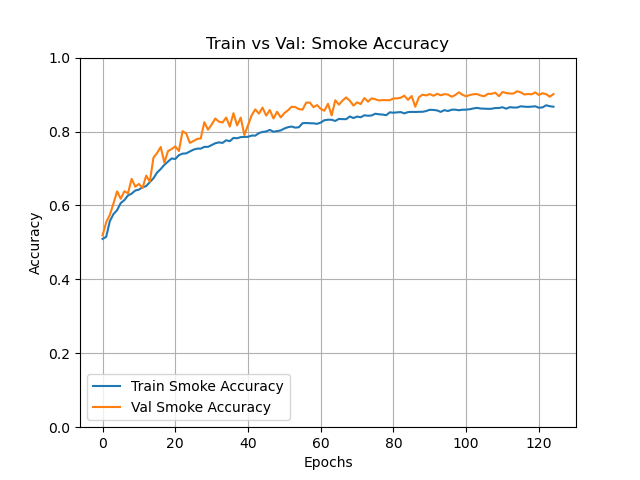 Train vs Val: Smoke Accuracy
1.0
0.8
0.6
0.4
0.2
0.0
Accuracy
Train Smoke Accuracy
Val Smoke Accuracy
0 20 40 60 80 100 120
Epochs